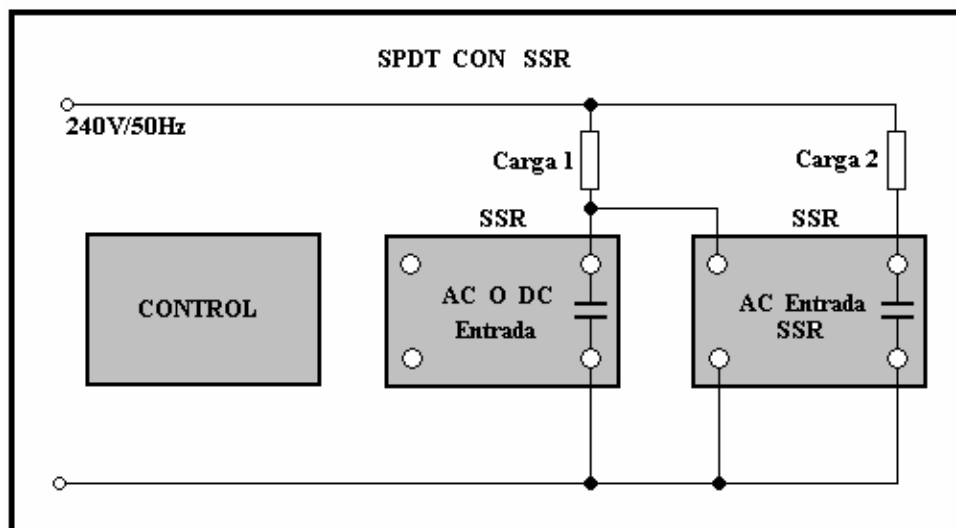 SPDT CON SSR
240V/50Hz
Carga 1
Carga 2
SSR
SSR
CONTROL
AC O DC
Entrada
AC Entrada
SSR